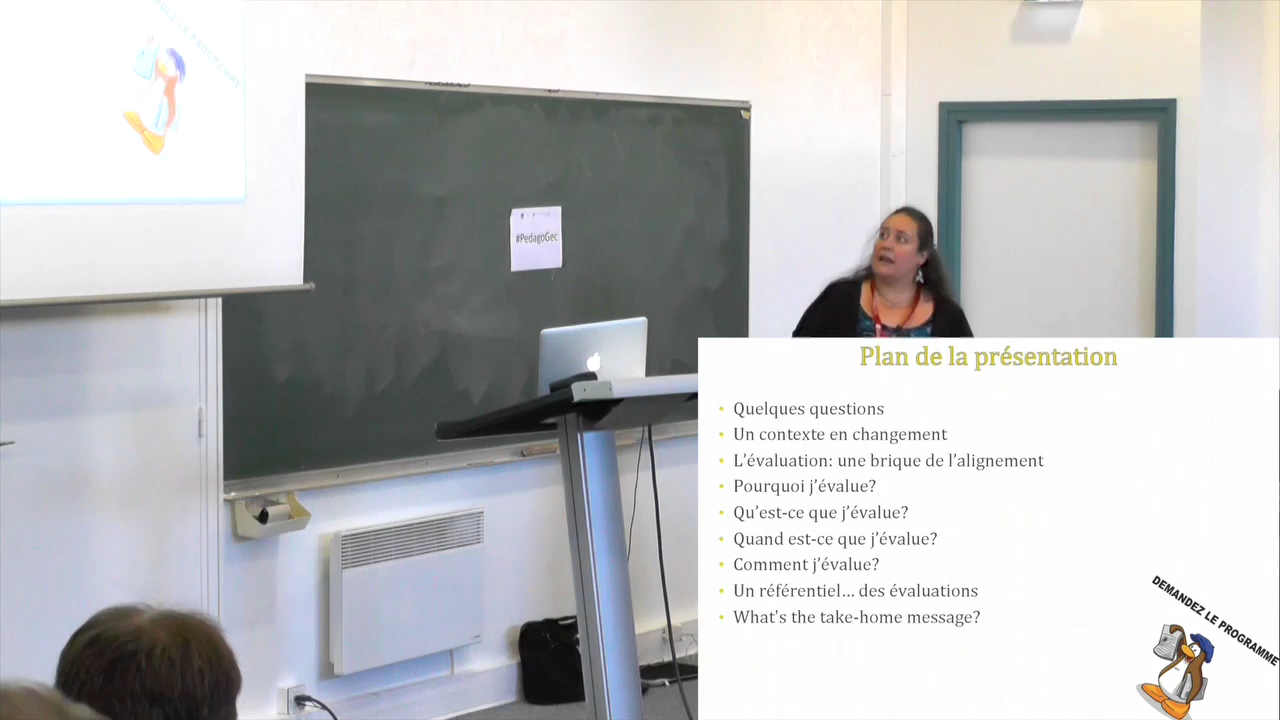 LE PROGRAMME
#PedagoGec
Plan de la présentation
• Quelques questions
• Un contexte en changement
• L'évaluation: une brique de l'alignement
• Pourquoi j'évalue?
• Qu'est-ce que j'évalue?
• Quand est-ce que j'évalue?
• Comment j'évalue?
• Un référentiel... des évaluations
• What's the take-home message?
DEMANDEZ LE PROGRAMME